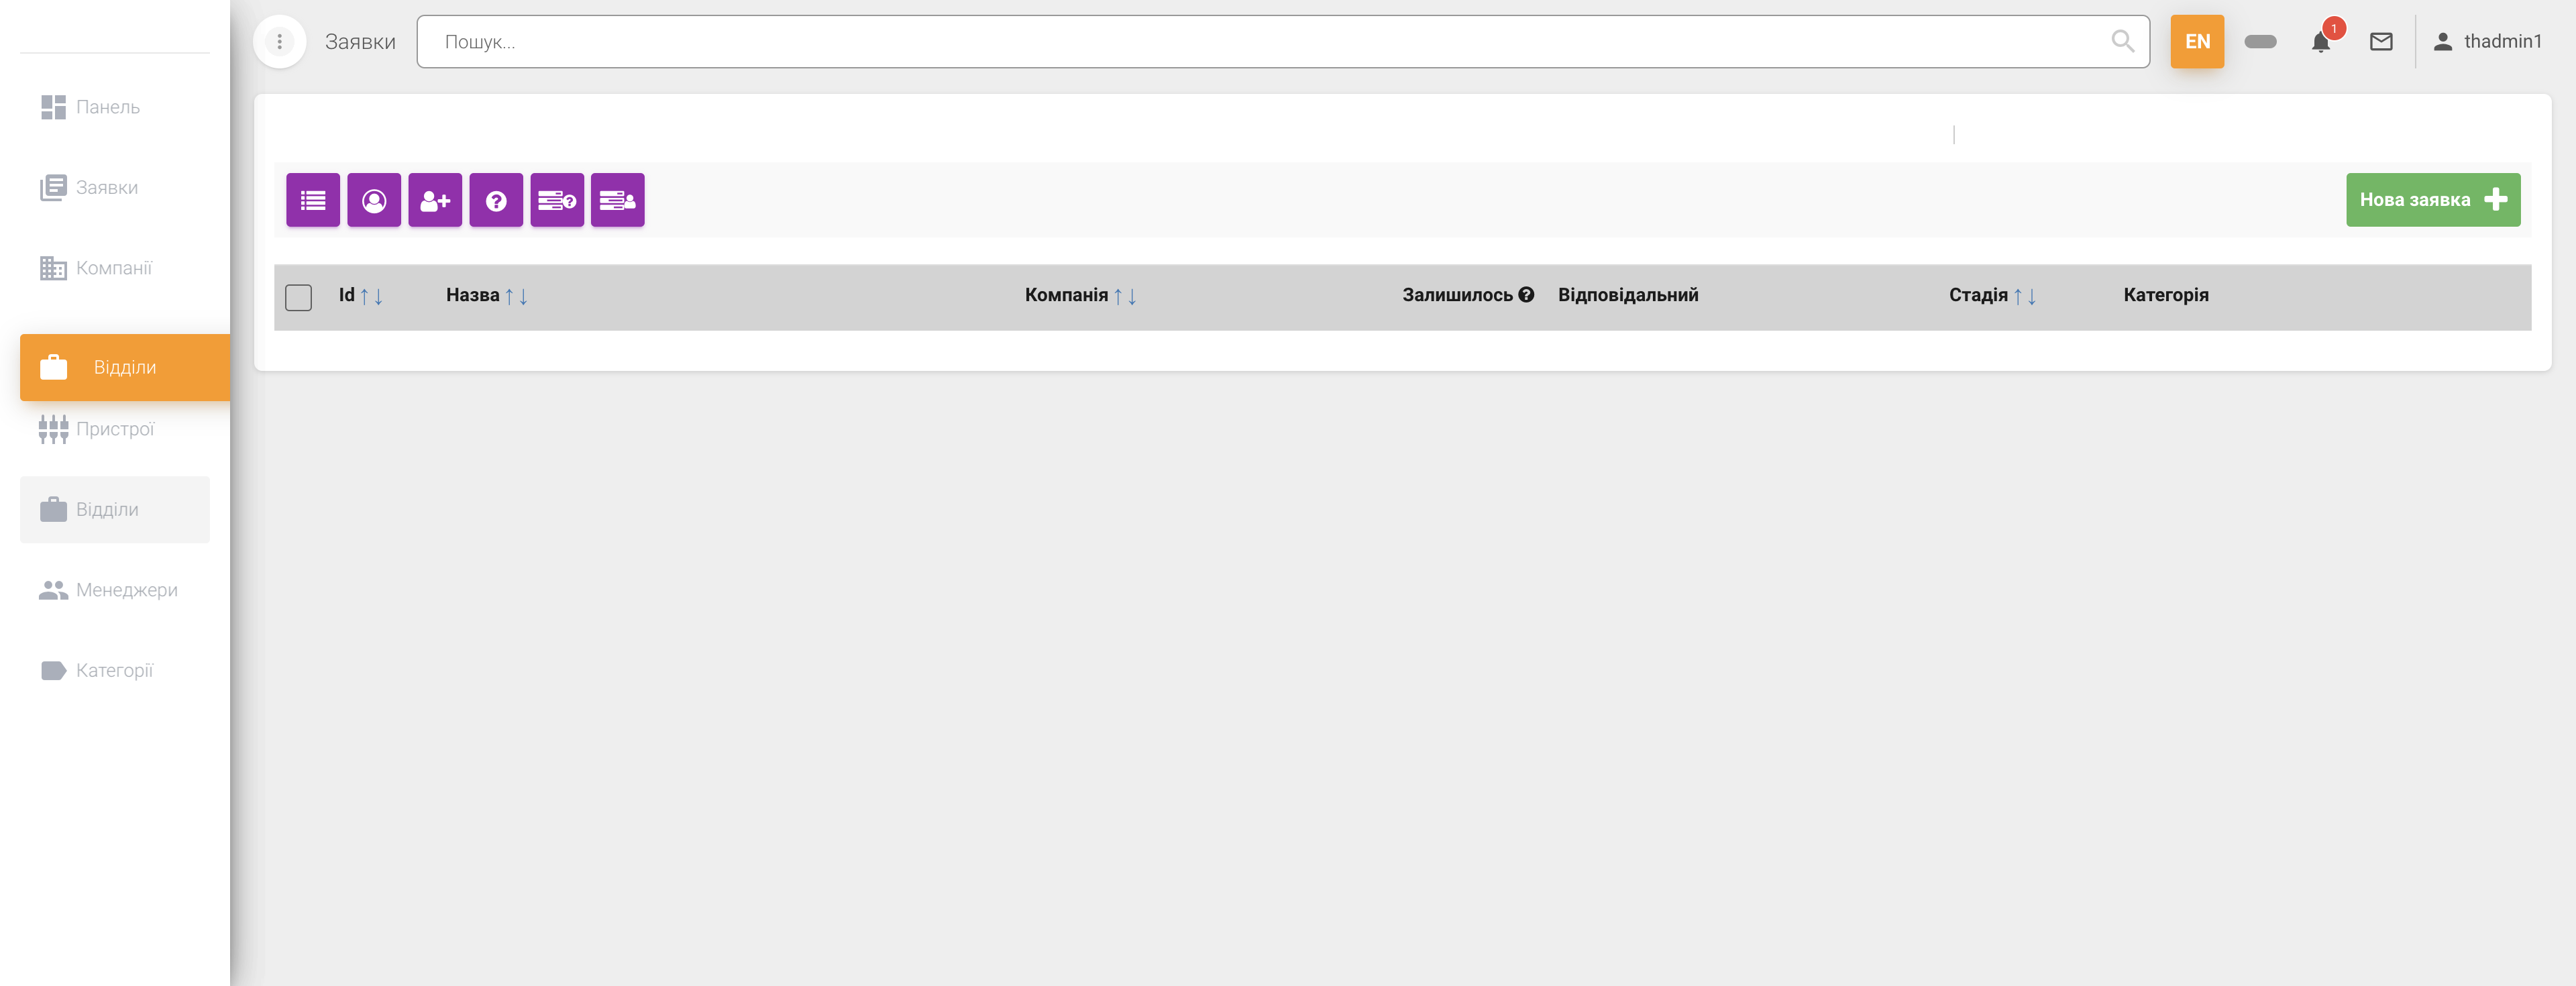 Заявки
Пошук...
EN
1
thadmin1
Панель
Заявки
Компанії
Відділи
Пристрої
Відділи
Менеджери
Категорії
Нова заявка
Id Назва Компанія Залишилось Відповідальний Стадія Категорія